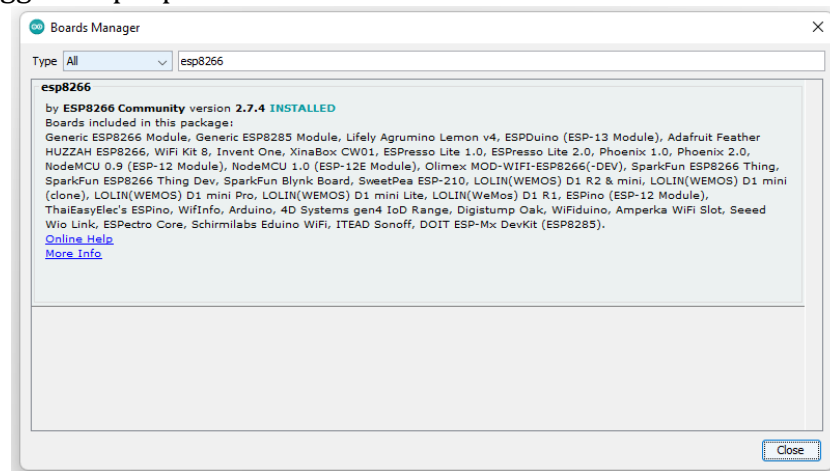 Boards Manager
Type All esp8266
esp8266
by ESP8266 Community version 2.7.4 INSTALLED
Boards included in this package:
Generic ESP8266 Module, Generic ESP8285 Module, Lifely Agrumino Lemon v4, ESPDuino (ESP-13 Module), Adafruit Feather
HUZZAH ESP8266, WiFi Kit 8, Invent One, XinaBox CW01, ESPresso Lite 1.0, ESPresso Lite 2.0, Phoenix 1.0, Phoenix 2.0,
NodeMCU 0.9 (ESP-12 Module), NodeMCU 1.0 (ESP-12E Module), Olimex MOD-WIFI-ESP8266(-DEV), SparkFun ESP8266 Thing,
SparkFun ESP8266 Thing Dev, SparkFun Blynk Board, SweetPea ESP-210, LOLIN(WEMOS) D1 R2 & mini, LOLIN(WEMOS) D1 mini
(clone), LOLIN(WEMOS) D1 mini Pro, LOLIN(WEMOS) D1 mini Lite, LOLIN(WeMos) D1 R1, ESPino (ESP-12 Module),
ThaiEasyElec's ESPino, WifInfo, Arduino, 4D Systems gen4 IoD Range, Digistump Oak, WiFiduino, Amperka WiFi Slot, Seeed
Wio Link, ESPectro Core, Schirmilabs Eduino WiFi, ITEAD Sonoff, DOIT ESP-Mx DevKit (ESP8285).
Online Help
More Info
Close